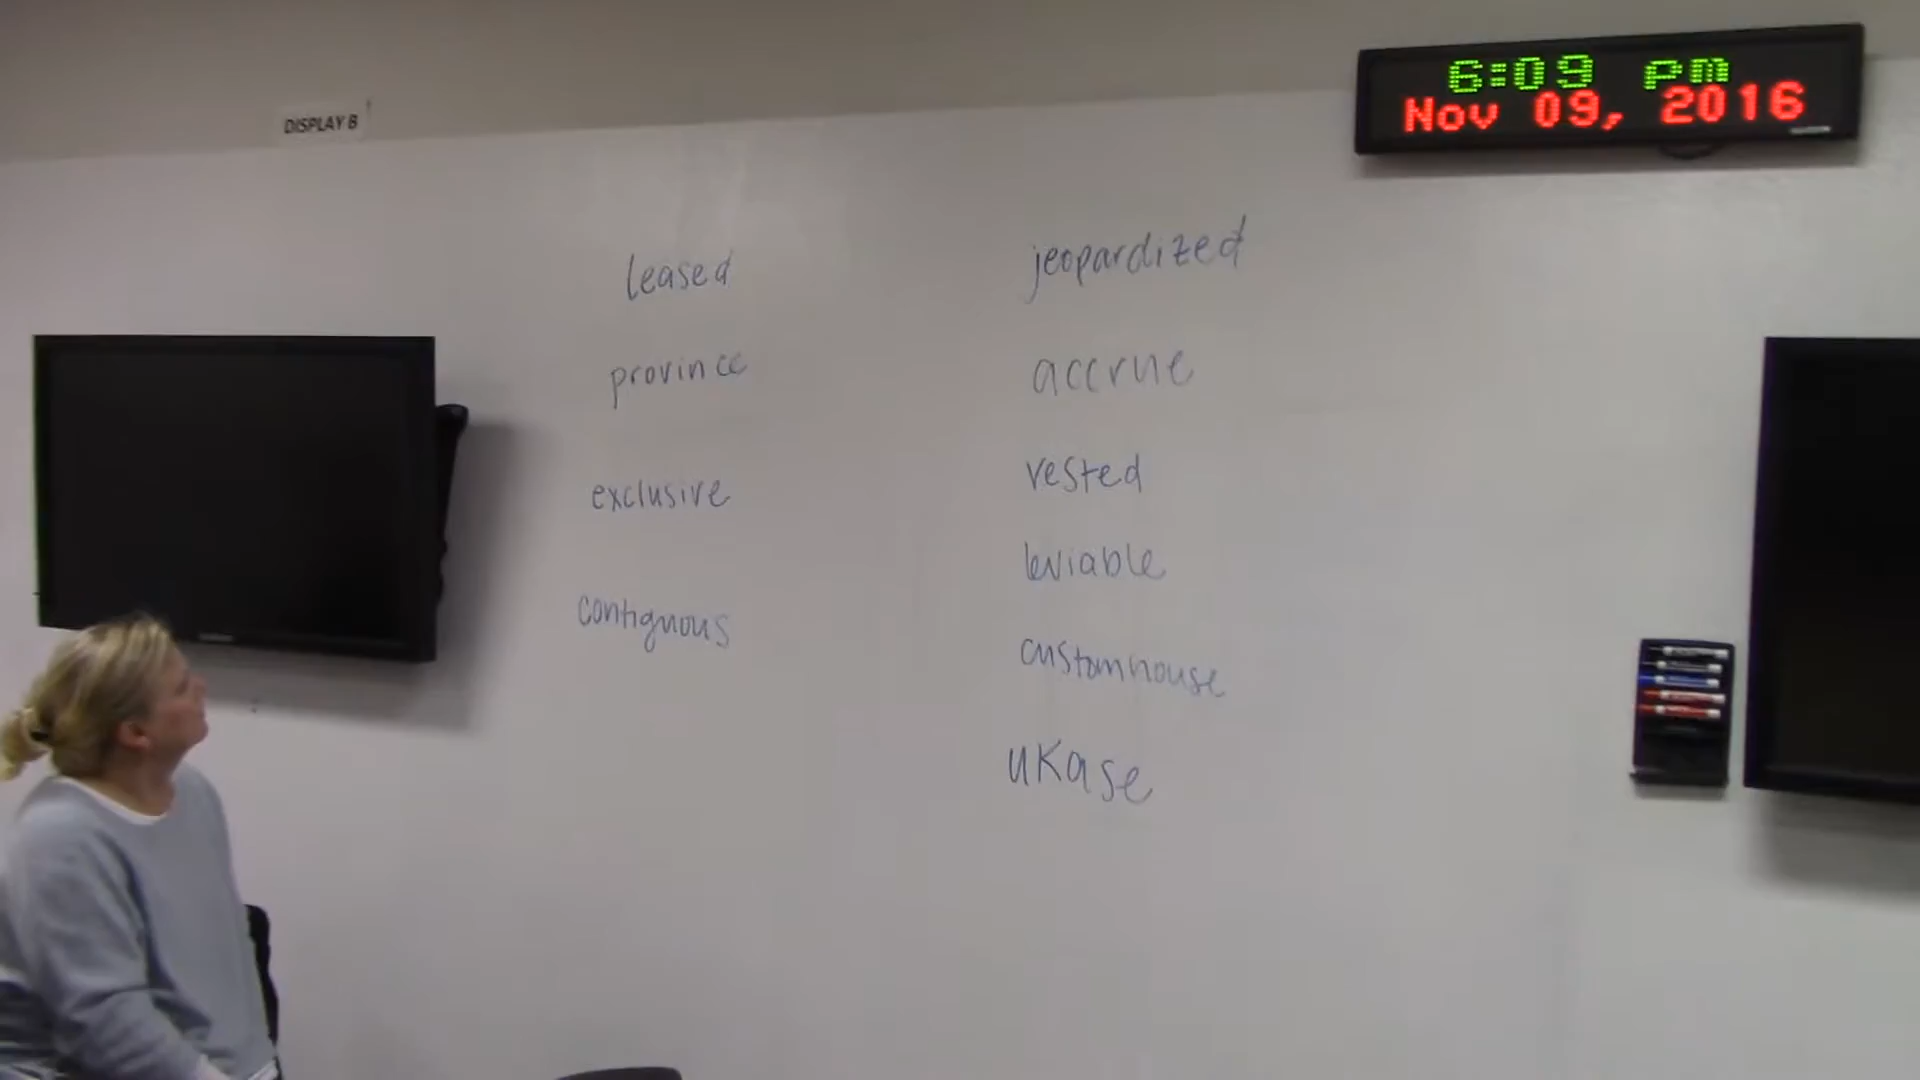 6:09 pm
Nov 09, 2016
DISPLAY B
leased
province
exclusive
contiguous
jeopardized
accrue
vested
leviable
customhouse
ukase